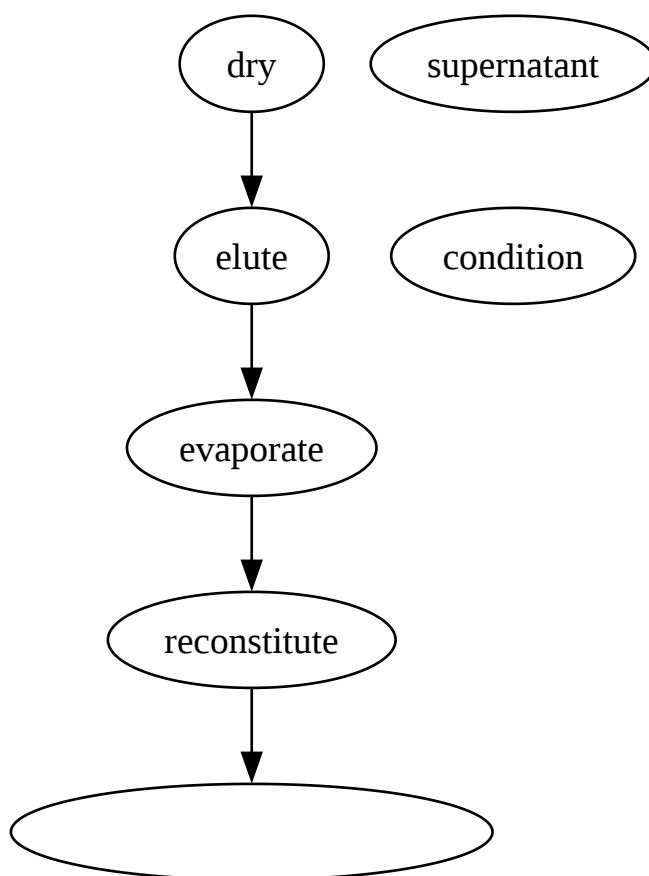 dry
supernatant
elute
condition
evaporate
reconstitute